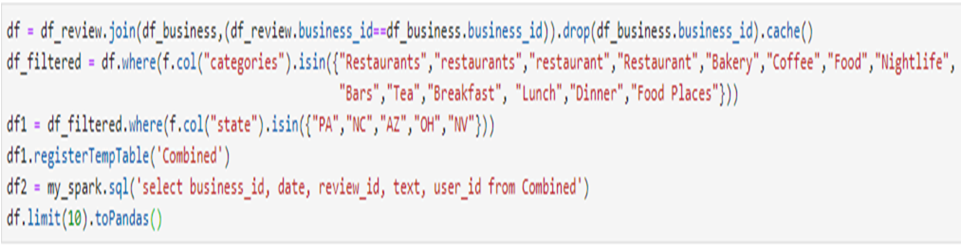 df = df_review.join(df_business,(df_review.business_id==df_business.business_id)).drop(df_business.business_id).cache()
df_filtered = df.where(f.col("categories").isin({"Restaurants","restaurants","restaurant","Restaurant","Bakery","Coffee","Food","Nightlife",
"Bars","Tea","Breakfast", "Lunch","Dinner","Food Places"}))
df1 = df_filtered.where(f.col("state").isin({"PA","NC","AZ","OH","NV"}))
df1.registerTempTable('Combined')
df2 = my_spark.sql('select business_id, date, review_id, text, user_id from Combined')
df.limit(10).toPandas()